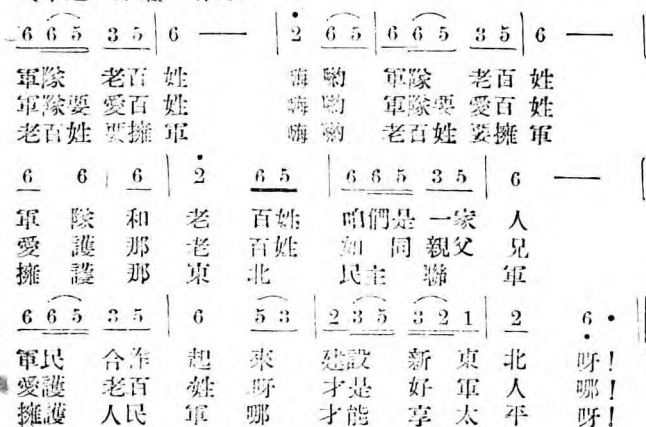 6 6 5 3 5 | 6 — | 2 6 5 | 6 6 5 3 5 | 6 —
軍隊 老百 姓 嗨 喲 軍隊 老百 姓
軍隊要 愛百 姓 嗨 喲 軍隊要 愛百 姓
老百姓 要擁 軍 嗨 喲 老百姓 要擁 軍
6 6 | 6 | 2 6 5 | 6 6 5 3 5 | 6 —
軍 隊 和 老 百姓 咱們是 一家 人
愛 護 那 老 百姓 如 同 親父 兄
擁 護 那 東 北 民主 聯 軍
6 6 5 3 5 | 6 5 3 | 2 3 5 3 2 1 | 2 6 •
軍民 合作 起 來 建設 新 東 北 呀!
愛護 老百 姓 呀 才是 好 軍 人 哪!
擁護 人民 軍 哪 才能 享 太 平 呀!